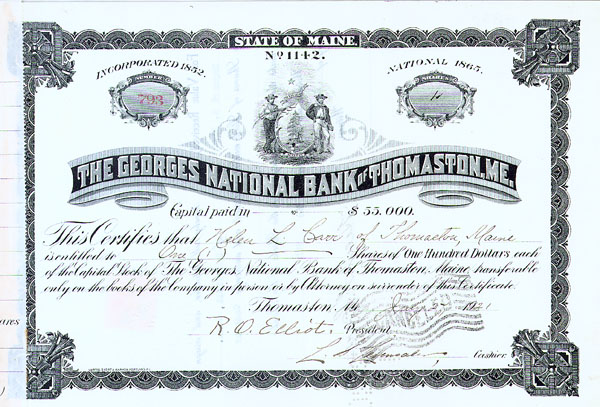 STATE OF MAINE.
No 1142.
INCORPORATED 1852.
NATIONAL 1865.
NUMBER
SHARES
793
THE GEORGES NATIONAL BANK of THOMASTON, ME.
Capital paid in $ 55.000.
This Certifies that Helen L Carr of Thomaston, Maine
is entitled to One (1) Shares of One Hundred Dollars each
of the Capital Stock of The Georges National Bank of Thomaston, Maine, transferable
only on the books of the Company in person or by Attorney on surrender of this Certificate.
Thomaston, Me. 1921
R. O. Elliot. President
Cashier.
ares